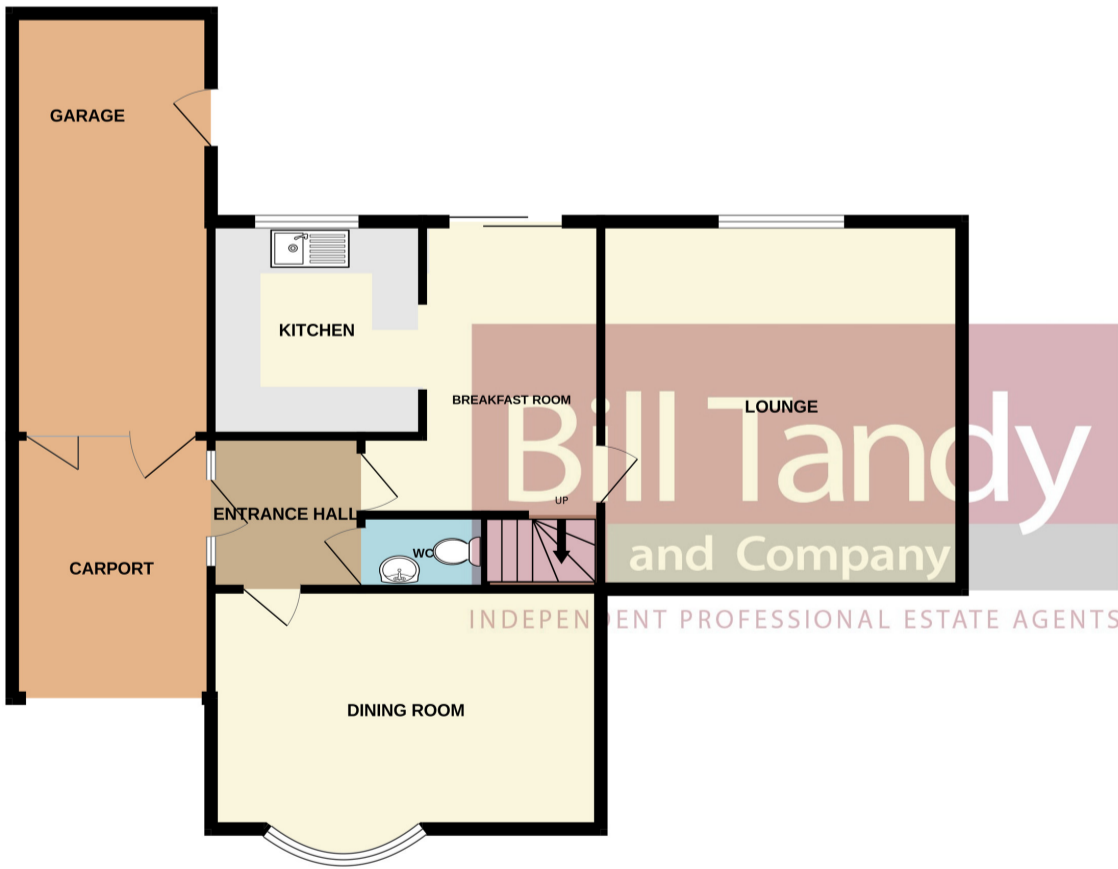 GARAGE
KITCHEN
BREAKFAST ROOM
LOUNGE
Bill Tandy
UP
ENTRANCE HALL
WC
and Company
CARPORT
INDEPENDENT PROFESSIONAL ESTATE AGENTS
DINING ROOM